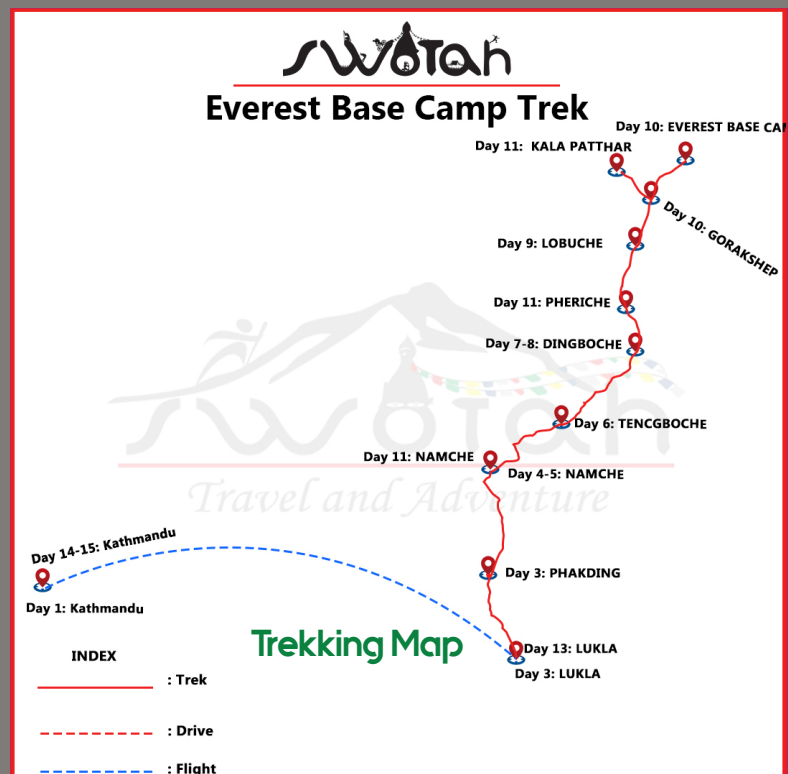 swotah
Everest Base Camp Trek
Day 10: EVEREST BASE CA
Day 11: KALA PATTHAR
Day 10: GORAKSHEP
Day 9: LOBUCHE
Day 11: PHERICHE
Day 7-8: DINGBOCHE
Day 6: TENCGBOCHE
swotah
Day 11: NAMCHE
Day 4-5: NAMCHE
Travel and Adventure
Day 14-15: Kathmandu
Day 3: PHAKDING
Day 1: Kathmandu
Trekking Map
Day 13: LUKLA
Day 3: LUKLA
INDEX
: Trek
: Drive
: Flight